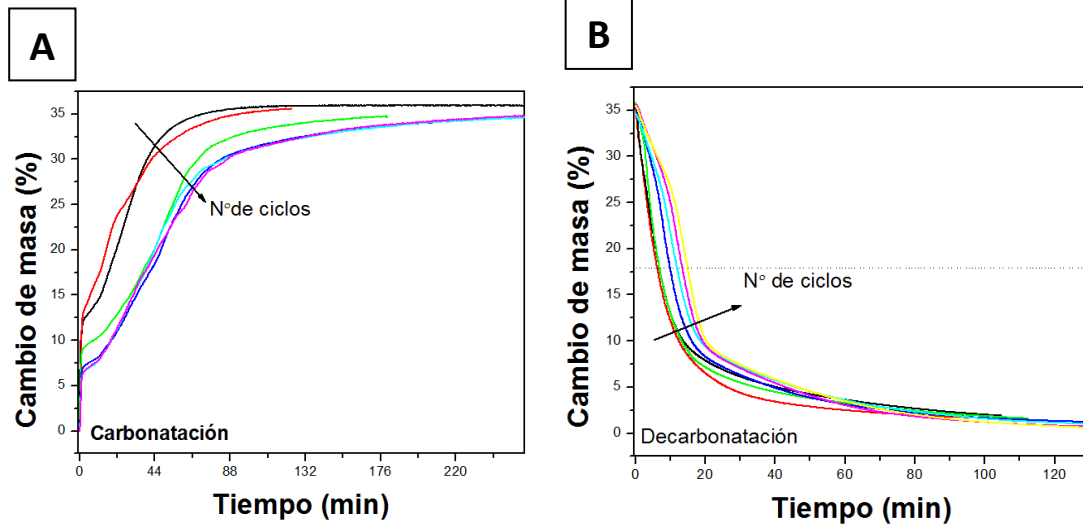 A
Cambio de masa (%)
35
30
25
20
15
10
5
0
N° de ciclos
Carbonatación
0 44 88 132 176 220
Tiempo (min)
B
Cambio de masa (%)
35
30
25
20
15
10
5
0
N° de ciclos
Decarbonatación
0 20 40 60 80 100 120
Tiempo (min)